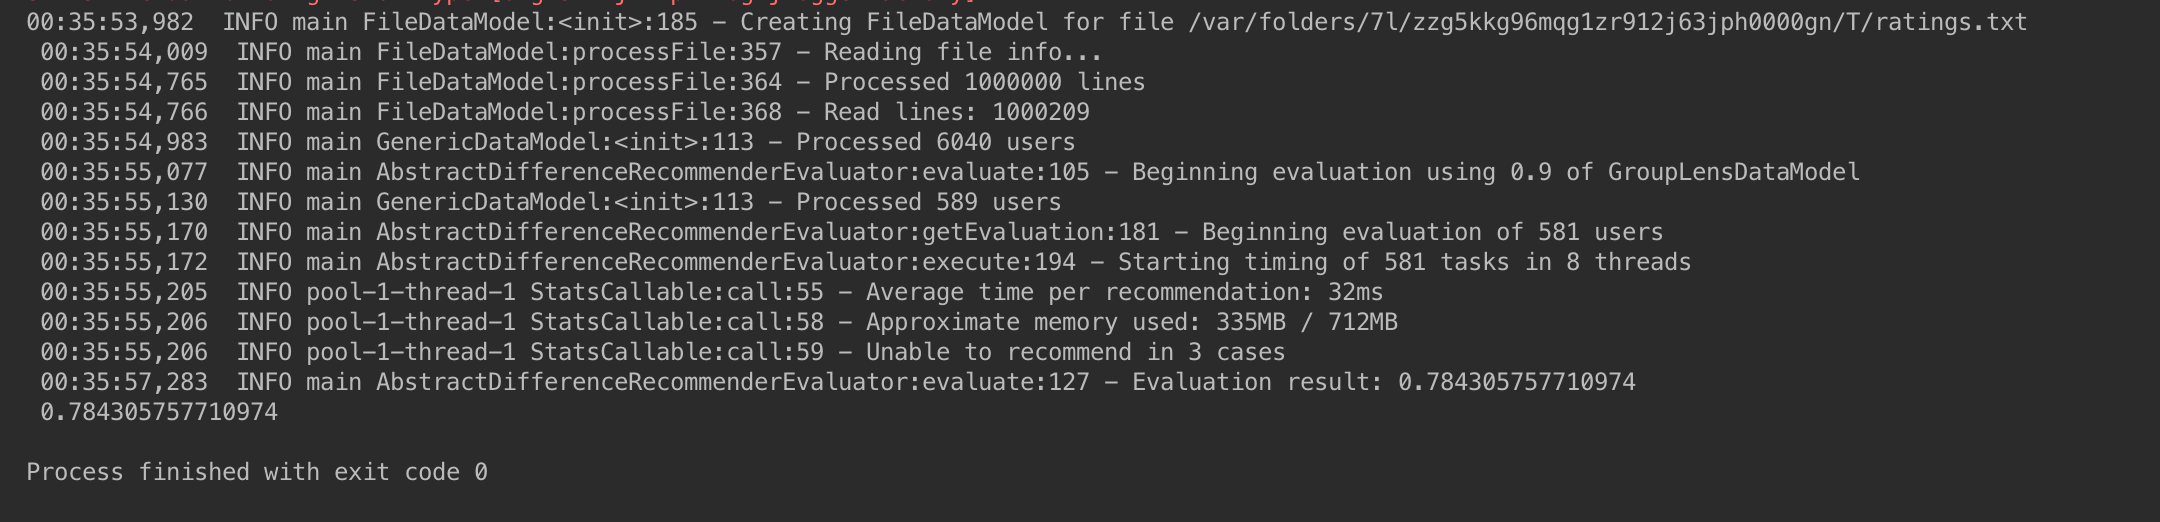 00:35:53,982  INFO main FileDataModel:<init>:185 – Creating FileDataModel for file /var/folders/7l/zzg5kkg96mqg1zr912j63jph0000gn/T/ratings.txt
00:35:54,009  INFO main FileDataModel:processFile:357 – Reading file info...
00:35:54,765  INFO main FileDataModel:processFile:364 – Processed 1000000 lines
00:35:54,766  INFO main FileDataModel:processFile:368 – Read lines: 1000209
00:35:54,983  INFO main GenericDataModel:<init>:113 – Processed 6040 users
00:35:55,077  INFO main AbstractDifferenceRecommenderEvaluator:evaluate:105 – Beginning evaluation using 0.9 of GroupLensDataModel
00:35:55,130  INFO main GenericDataModel:<init>:113 – Processed 589 users
00:35:55,170  INFO main AbstractDifferenceRecommenderEvaluator:getEvaluation:181 – Beginning evaluation of 581 users
00:35:55,172  INFO main AbstractDifferenceRecommenderEvaluator:execute:194 – Starting timing of 581 tasks in 8 threads
00:35:55,205  INFO pool-1-thread-1 StatsCallable:call:55 – Average time per recommendation: 32ms
00:35:55,206  INFO pool-1-thread-1 StatsCallable:call:58 – Approximate memory used: 335MB / 712MB
00:35:55,206  INFO pool-1-thread-1 StatsCallable:call:59 – Unable to recommend in 3 cases
00:35:57,283  INFO main AbstractDifferenceRecommenderEvaluator:evaluate:127 – Evaluation result: 0.784305757710974
0.784305757710974
Process finished with exit code 0